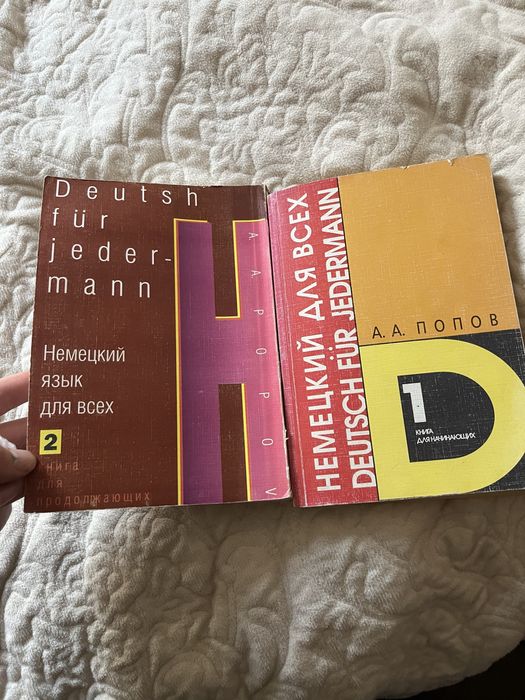 Deutsh
für
jeder-
mann
Немецкий
язык
для всех
2
книга
для
продолжающих
A. A. POPOV
НЕМЕЦКИЙ ДЛЯ ВСЕХ
DEUTSCH FÜR JEDERMANN
А. А. ПОПОВ
1
КНИГА
ДЛЯ НАЧИНАЮЩИХ